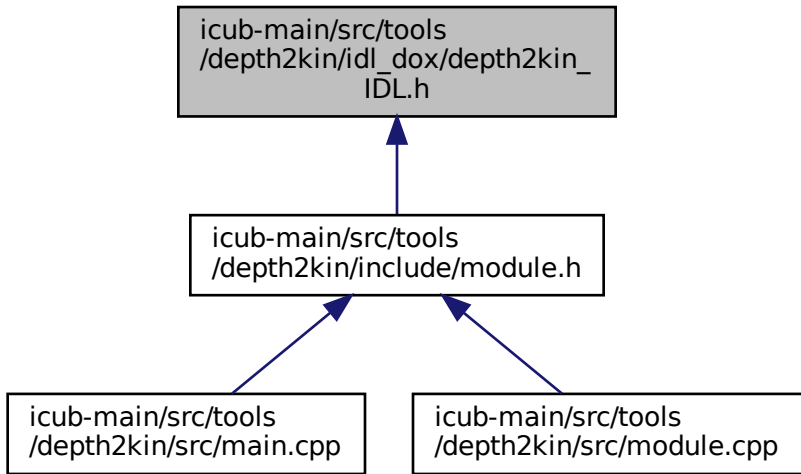 icub-main/src/tools
/depth2kin/idl_dox/depth2kin_
IDL.h
icub-main/src/tools
/depth2kin/include/module.h
icub-main/src/tools
/depth2kin/src/main.cpp
icub-main/src/tools
/depth2kin/src/module.cpp